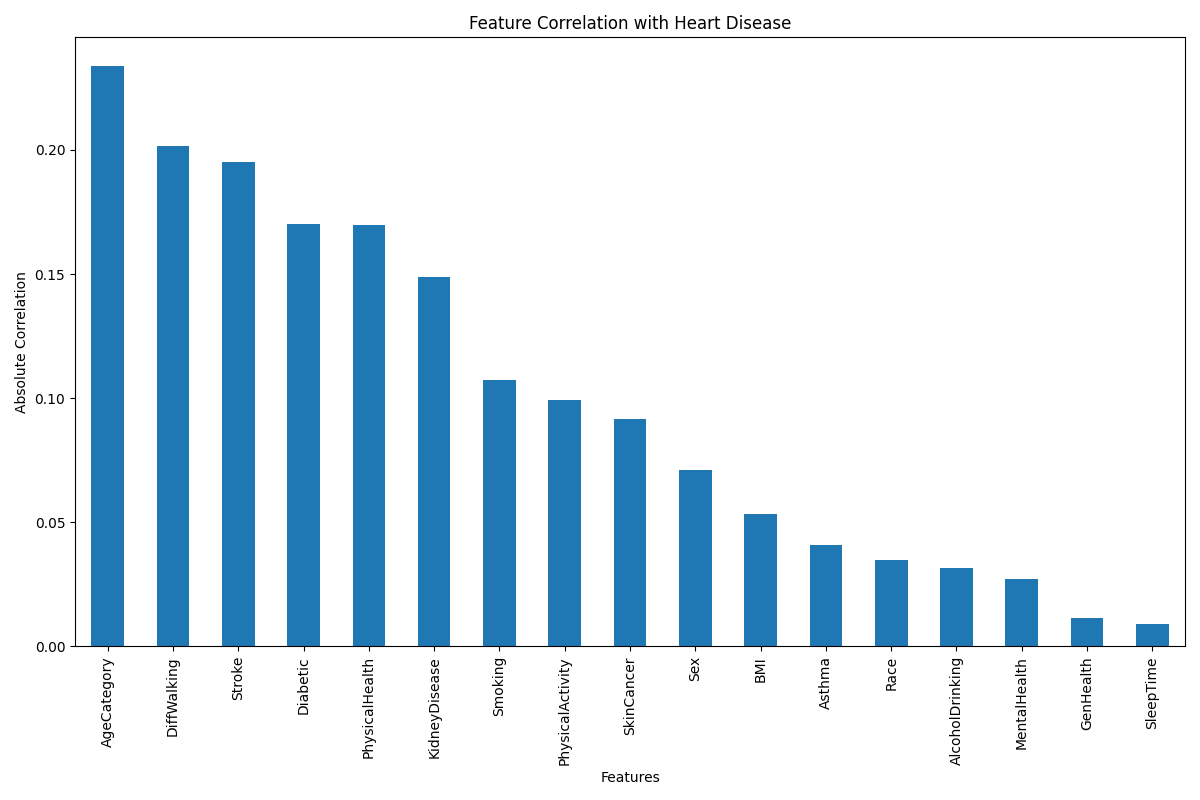 Feature Correlation with Heart Disease
Absolute Correlation
0.20
0.15
0.10
0.05
0.00
AgeCategory
DiffWalking
Stroke
Diabetic
PhysicalHealth
KidneyDisease
Smoking
PhysicalActivity
SkinCancer
Sex
BMI
Asthma
Race
AlcoholDrinking
MentalHealth
GenHealth
SleepTime
Features